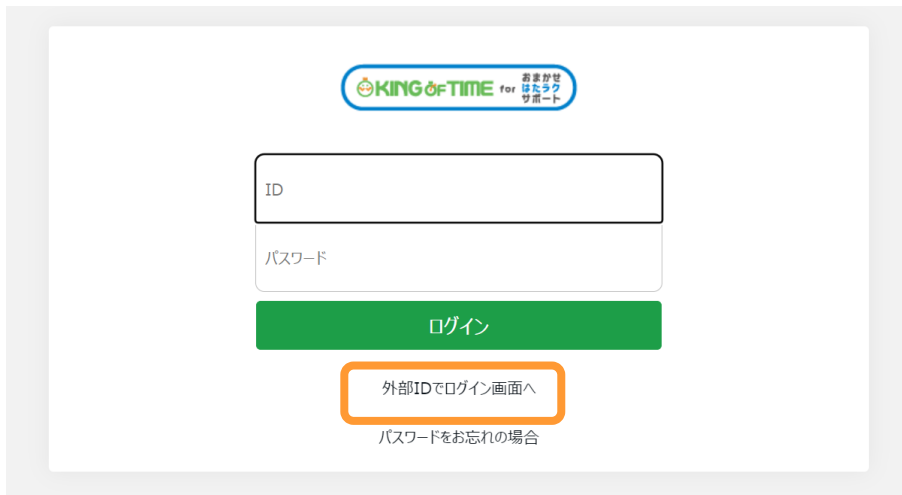 KING OF TIME for おまかせ はたラク サポート
ID
パスワード
ログイン
外部IDでログイン画面へ
パスワードをお忘れの場合